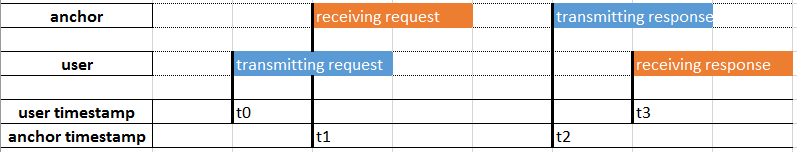 anchor receiving request transmitting response
user transmitting request receiving response
user timestamp t0 t3
anchor timestamp t1 t2